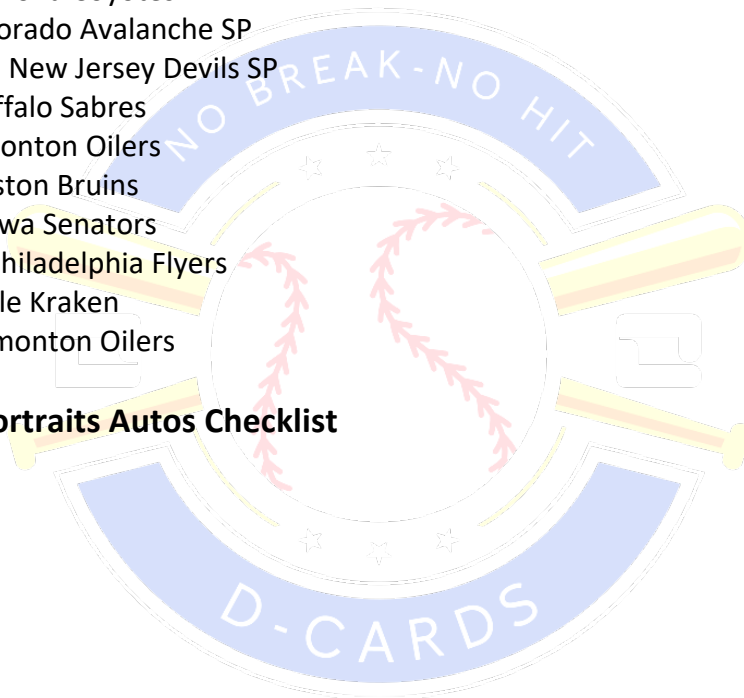 Coyotes
orado Avalanche SP
New Jersey Devils SP
ffalo Sabres
onton Oilers
ston Bruins
wa Senators
hiladelphia Flyers
le Kraken
monton Oilers
ortraits Autos Checklist
NO BREAK-NO HIT
D-CARDS